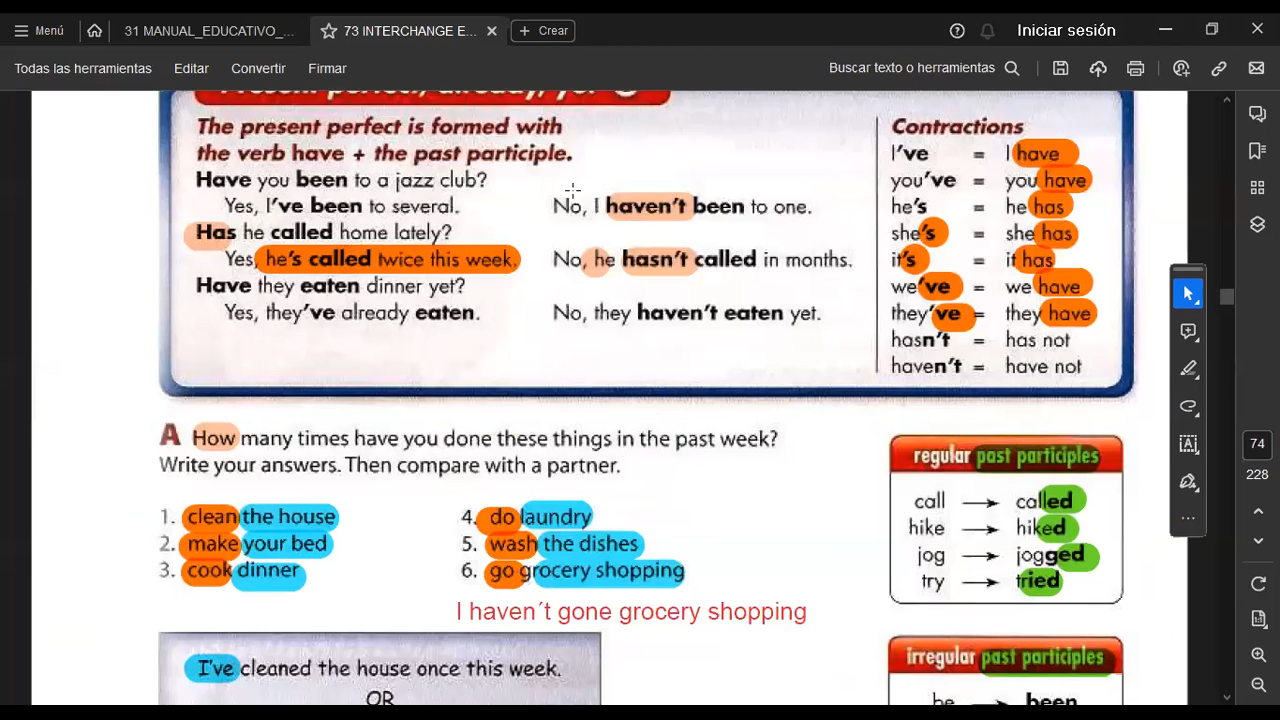 Menú
31 MANUAL_EDUCATIVO_...
73 INTERCHANGE E...
Crear
Iniciar sesión
Todas las herramientas
Editar
Convertir
Firmar
Buscar texto o herramientas
Present perfect, already, yet
The present perfect is formed with
the verb have + the past participle.
Have you been to a jazz club?
Yes, I've been to several.
No, I haven't been to one.
Has he called home lately?
Yes, he's called twice this week.
No, he hasn't called in months.
Have they eaten dinner yet?
Yes, they've already eaten.
No, they haven't eaten yet.
Contractions
I've = I have
you've = you have
he's = he has
she's = she has
it's = it has
we've = we have
they've = they have
hasn't = has not
haven't = have not
A How many times have you done these things in the past week?
Write your answers. Then compare with a partner.
1. clean the house
2. make your bed
3. cook dinner
4. do laundry
5. wash the dishes
6. go grocery shopping
I haven´t gone grocery shopping
regular past participles
call → called
hike → hiked
jog → jogged
try → tried
I've cleaned the house once this week.
OR
irregular past participles
be → been
74
228